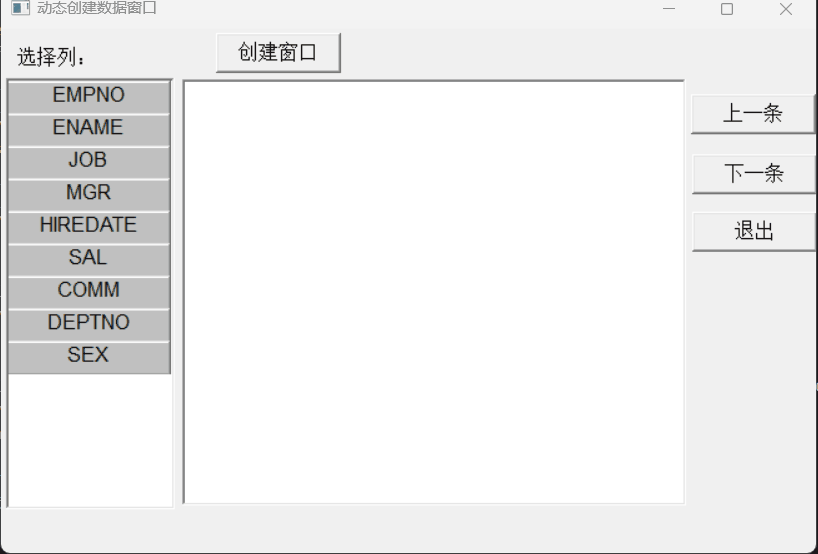 动态创建数据窗口
选择列：
创建窗口
EMPNO
ENAME
JOB
MGR
HIREDATE
SAL
COMM
DEPTNO
SEX
上一条
下一条
退出